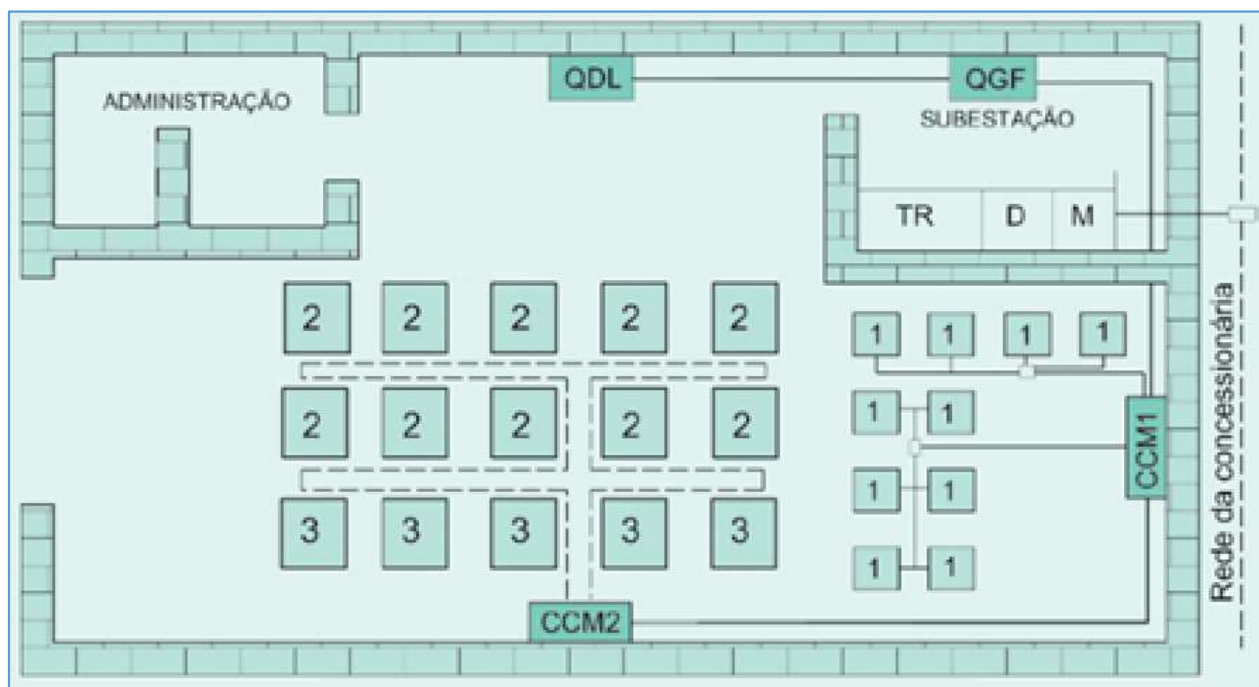 QDL QGF
ADMINISTRAÇÃO
SUBESTAÇÃO
TR D M
Rede da concessionária
2 2 2 2 2
1 1 1 1
2 2 2 2 2
1 1
CCM1
1 1
3 3 3 3 3
1 1
CCM2